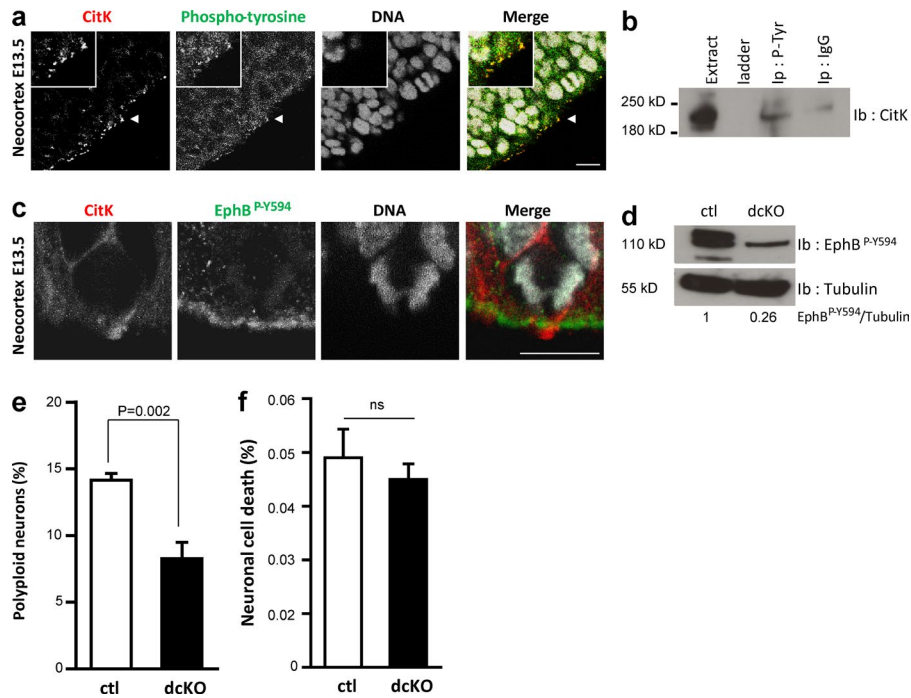 a
CitK
Phospho-tyrosine
DNA
Merge
Neocortex E13.5
b
Extract
ladder
Ip : P-Tyr
Ip : IgG
250 kD
180 kD
Ib : CitK
c
CitK
EphB P-Y594
DNA
Merge
Neocortex E13.5
d
ctl dcKO
110 kD
Ib : EphB P-Y594
55 kD
Ib : Tubulin
1 0.26 EphB P-Y594/Tubulin
e
Polyploid neurons (%)
20
15
10
5
0
P=0.002
ctl dcKO
f
Neuronal cell death (%)
0.06
0.05
0.04
0.03
0.02
0.01
0
ns
ctl dcKO